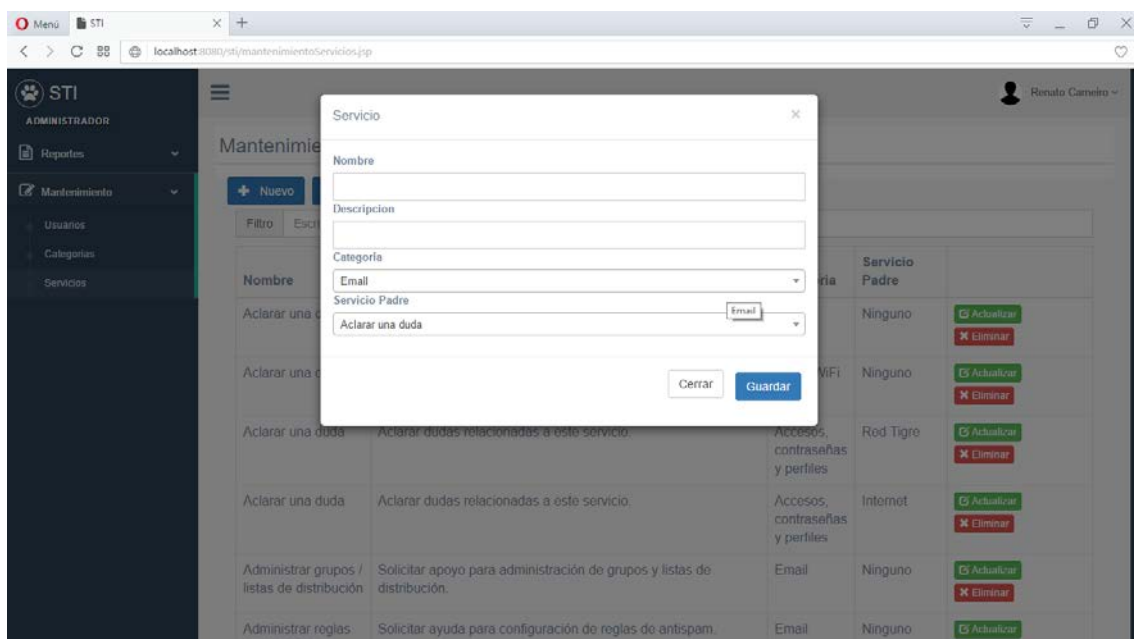 Menú
STI
localhost:8080/sti/mantenimientoServicios.jsp
STI
ADMINISTRADOR
Renato Carneiro
Reportes
Mantenimiento
Usuarios
Categorias
Servicios
Mantenimie
Nuevo
Filtro
Servicio
Nombre
Descripcion
Categoria
Email
Servicio Padre
Email
Aclarar una duda
Cerrar
Guardar
Nombre
ria
Servicio Padre
Aclarar una
Ninguno
Actualizar
Eliminar
Aclarar una
WiFi
Ninguno
Actualizar
Eliminar
Aclarar una duda
Aclarar dudas relacionadas a este servicio.
Accesos, contraseñas y perfiles
Red Tigre
Actualizar
Eliminar
Aclarar una duda
Aclarar dudas relacionadas a este servicio.
Accesos, contraseñas y perfiles
Internet
Actualizar
Eliminar
Administrar grupos / listas de distribución
Solicitar apoyo para administración de grupos y listas de distribución.
Email
Ninguno
Actualizar
Eliminar
Administrar reglas
Solicitar ayuda para configuración de reglas de antispam.
Email
Ninguno
Actualizar